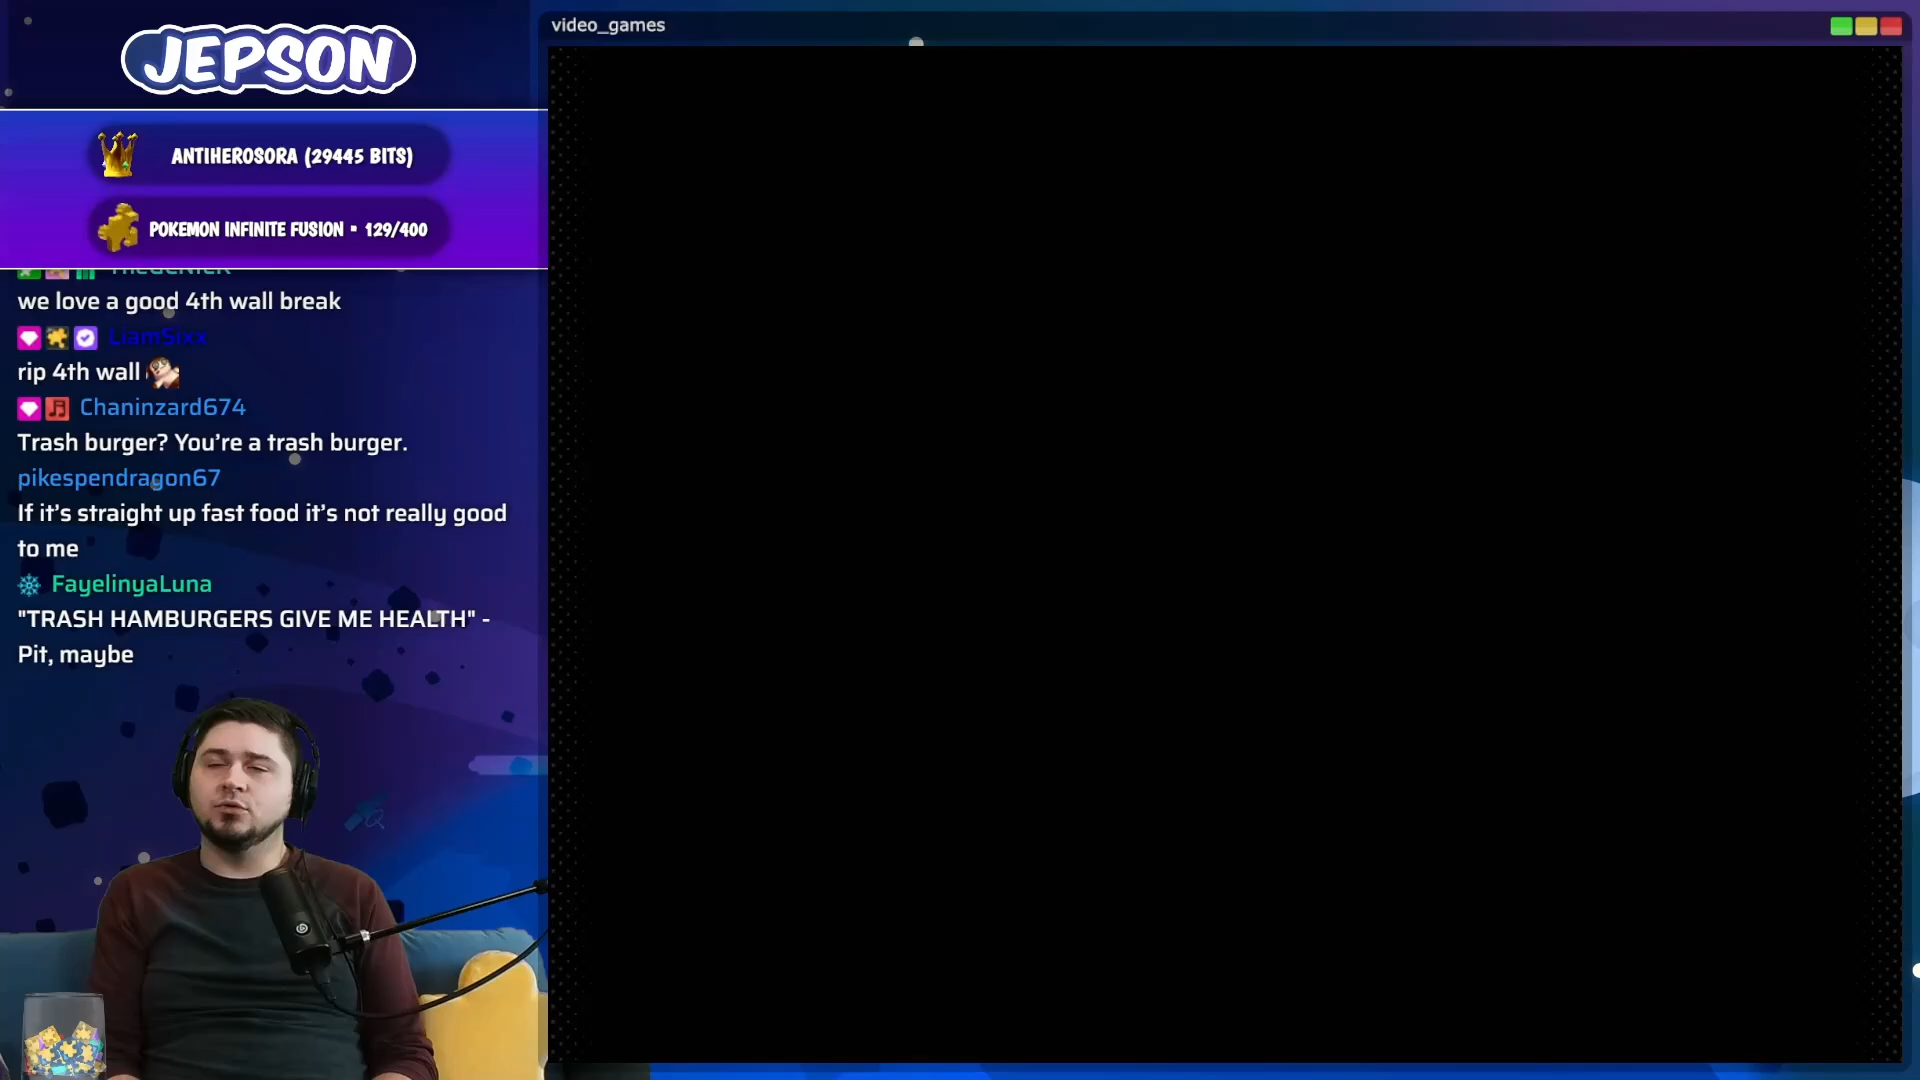 video_games
JEPSON
ANTIHEROSORA (29445 BITS)
POKEMON INFINITE FUSION • 129/400
we love a good 4th wall break
LiamSixx
rip 4th wall
Chaninzard674
Trash burger? You’re a trash burger.
pikespendragon67
If it’s straight up fast food it’s not really good
to me
FayelinyaLuna
"TRASH HAMBURGERS GIVE ME HEALTH" -
Pit, maybe